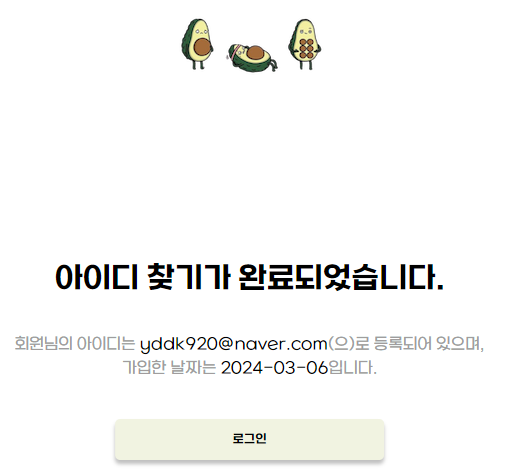 아이디 찾기가 완료되었습니다.
회원님의 아이디는 yddk920@naver.com(으)로 등록되어 있으며,
가입한 날짜는 2024-03-06입니다.
로그인